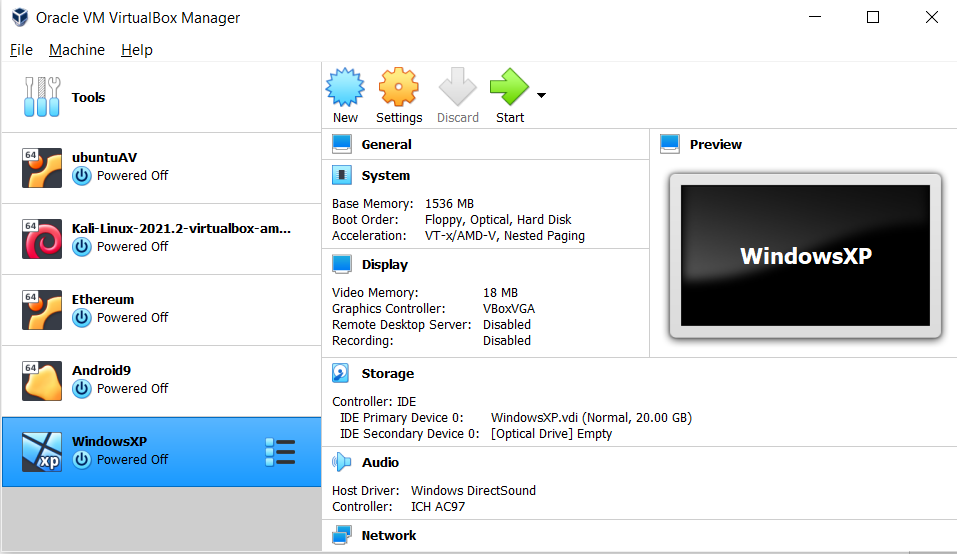 Oracle VM VirtualBox Manager
File Machine Help
Tools
64
ubuntuAV
Powered Off
64
Kali-Linux-2021.2-virtualbox-am...
Powered Off
64
Ethereum
Powered Off
64
Android9
Powered Off
xp
WindowsXP
Powered Off
New Settings Discard Start
General
System
Base Memory: 1536 MB
Boot Order: Floppy, Optical, Hard Disk
Acceleration: VT-x/AMD-V, Nested Paging
Display
Video Memory: 18 MB
Graphics Controller: VBoxVGA
Remote Desktop Server: Disabled
Recording: Disabled
Preview
WindowsXP
Storage
Controller: IDE
IDE Primary Device 0: WindowsXP.vdi (Normal, 20.00 GB)
IDE Secondary Device 0: [Optical Drive] Empty
Audio
Host Driver: Windows DirectSound
Controller: ICH AC97
Network